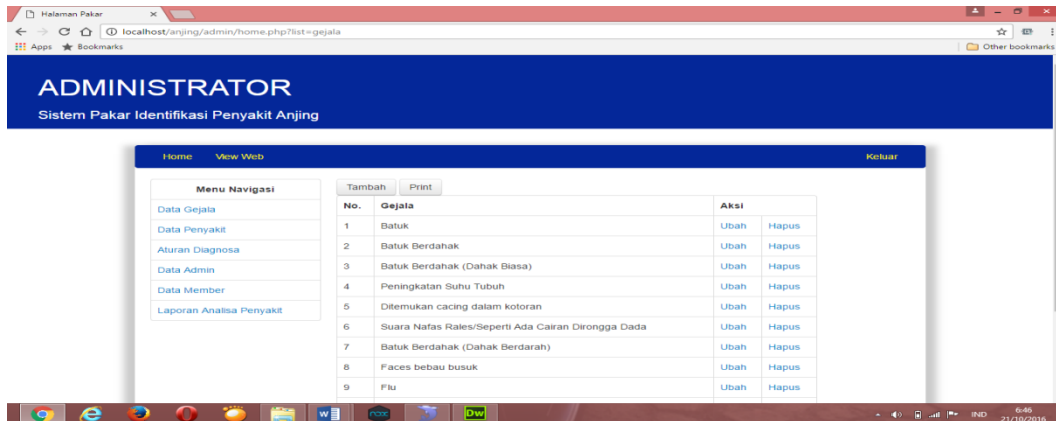 Halaman Pakar
localhost/anjing/admin/home.php?list=gejala
Apps Bookmarks Other bookmarks
ADMINISTRATOR
Sistem Pakar Identifikasi Penyakit Anjing
Home View Web Keluar
Menu Navigasi
Data Gejala
Data Penyakit
Aturan Diagnosa
Data Admin
Data Member
Laporan Analisa Penyakit
Tambah Print
No. Gejala Aksi
1 Batuk Ubah Hapus
2 Batuk Berdahak Ubah Hapus
3 Batuk Berdahak (Dahak Biasa) Ubah Hapus
4 Peningkatan Suhu Tubuh Ubah Hapus
5 Ditemukan cacing dalam kotoran Ubah Hapus
6 Suara Nafas Rales/Seperti Ada Cairan Dirongga Dada Ubah Hapus
7 Batuk Berdahak (Dahak Berdarah) Ubah Hapus
8 Faces bebau busuk Ubah Hapus
9 Flu Ubah Hapus
nox Dw IND 6:46
21/10/2016